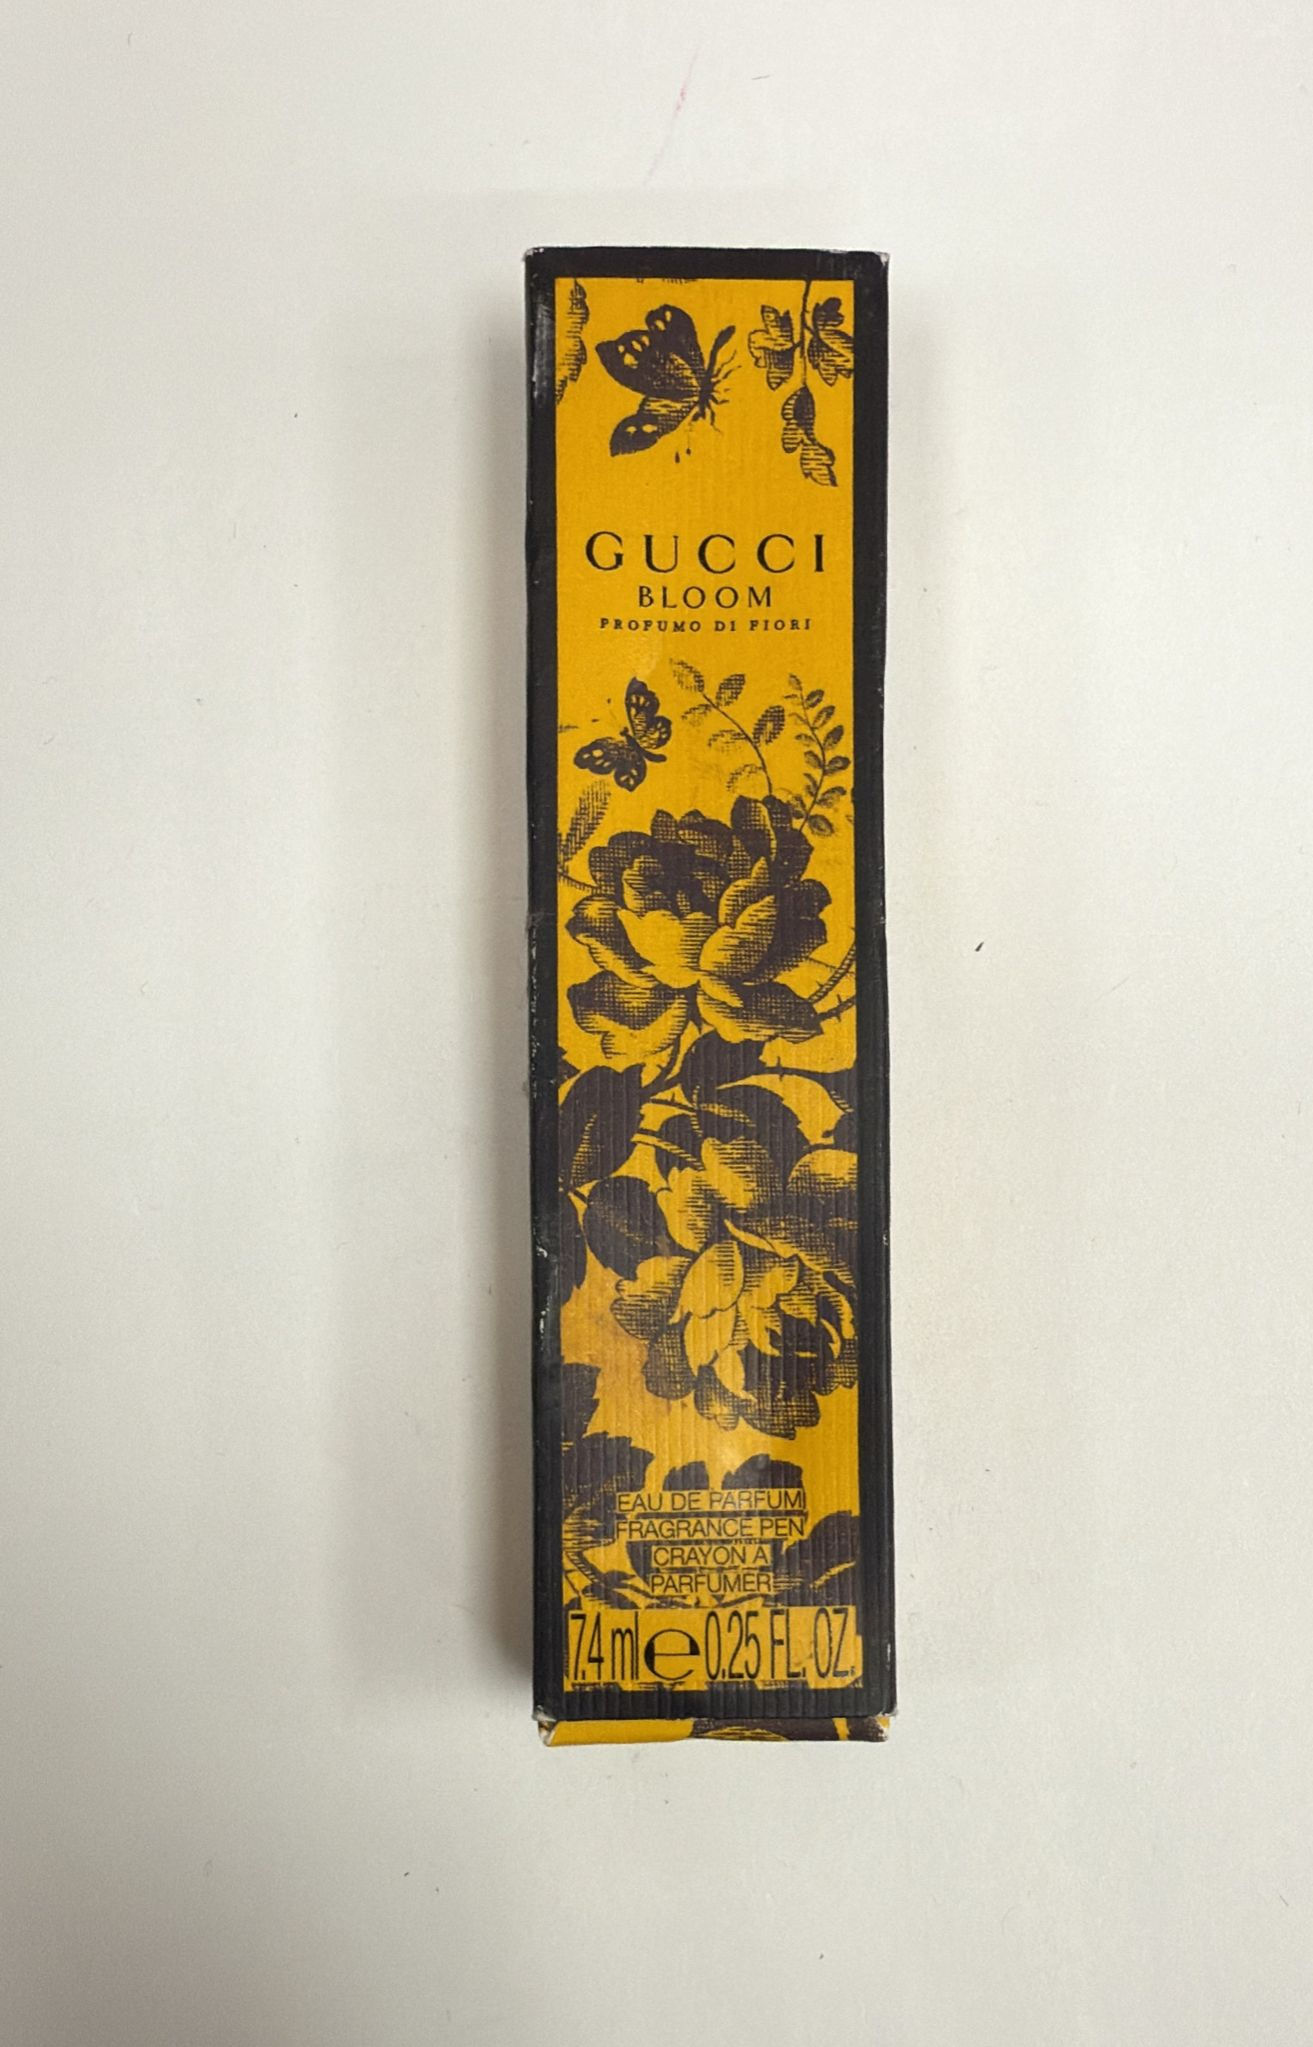 GUCCI
BLOOM
PROFUMO DI FIORI
EAU DE PARFUM
FRAGRANCE PEN
CRAYON A
PARFUMER
7.4 ml e 0.25 FL. OZ.